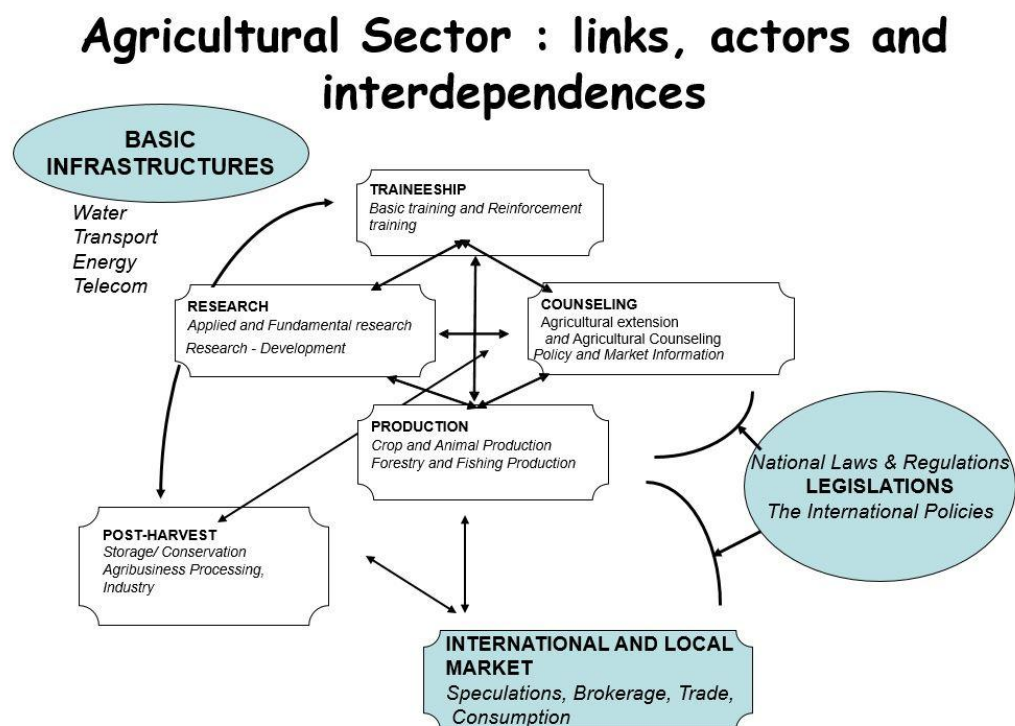 Agricultural Sector : links, actors and
interdependences
BASIC
INFRASTRUCTURES
Water
Transport
Energy
Telecom
TRAINEESHIP
Basic training and Reinforcement
training
RESEARCH
Applied and Fundamental research
Research - Development
COUNSELING
Agricultural extension
and Agricultural Counseling
Policy and Market Information
PRODUCTION
Crop and Animal Production
Forestry and Fishing Production
National Laws & Regulations
LEGISLATIONS
The International Policies
POST-HARVEST
Storage/ Conservation
Agribusiness Processing,
Industry
INTERNATIONAL AND LOCAL
MARKET
Speculations, Brokerage, Trade,
Consumption